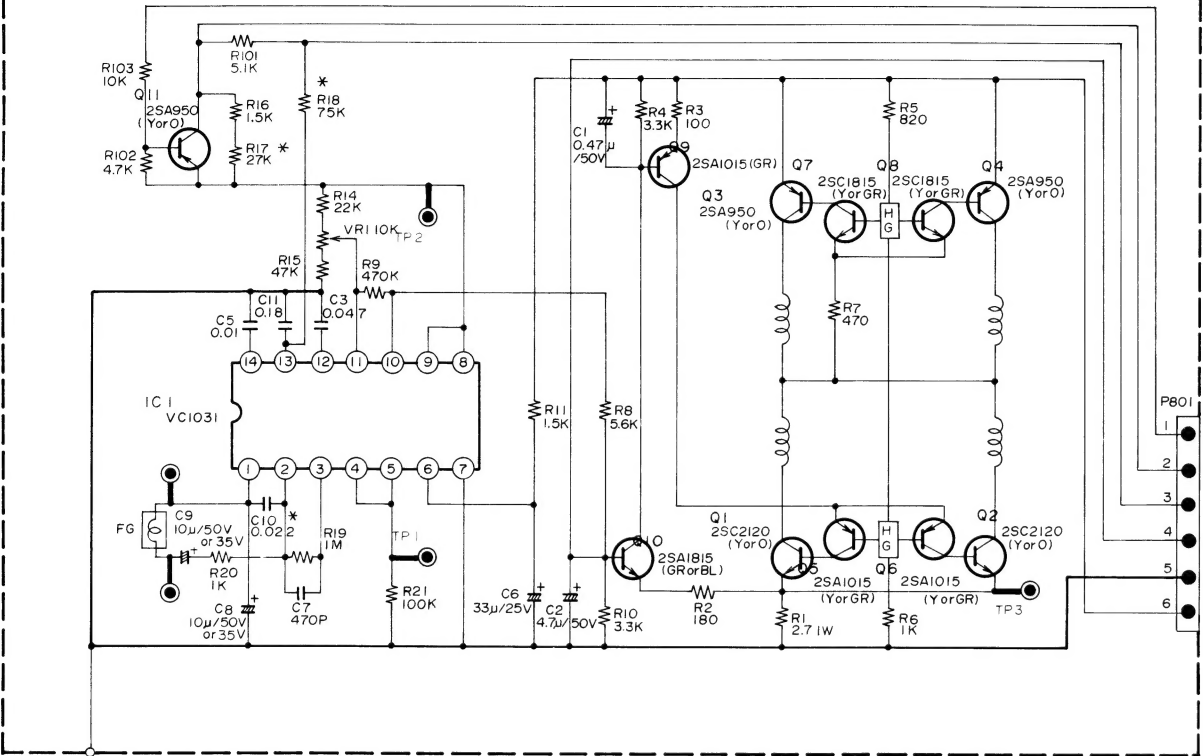 R101
5.1K
R103
10K
Q11
2SA950
(YorO)
R102
4.7K
R16
1.5K
R17
27K
*
*
R18
75K
R14
22K
VR1 10K
TP2
R15
47K
R9
470K
C5
0.01
C11
0.18
C3
0.047
14
13
12
11
10
9
8
IC1
VC1031
1
2
3
4
5
6
7
FG
C9
10μ/50V
or 35V
C10
0.022
*
R19
1M
R20
1K
C7
470P
C8
10μ/50V
or 35V
TP1
R21
100K
C1
0.47μ
/50V
R4
3.3K
R3
100
Q9
2SA1015(GR)
R11
1.5K
R8
5.6K
C6
33μ/25V
C2
4.7μ/50V
R10
3.3K
Q10
2SA1815
(GRorBL)
R2
180
R5
820
Q7
Q8
Q4
Q3
2SA950
(YorO)
2SC1815
(YorGR)
2SC1815
(YorGR)
2SA950
(YorO)
H
G
R7
470
Q1
2SC2120
(YorO)
Q2
2SC2120
(YorO)
H
G
Q5
Q6
2SA1015
(YorGR)
2SA1015
(YorGR)
R1
2.7 1W
R6
1K
TP3
P801
1
2
3
4
5
6